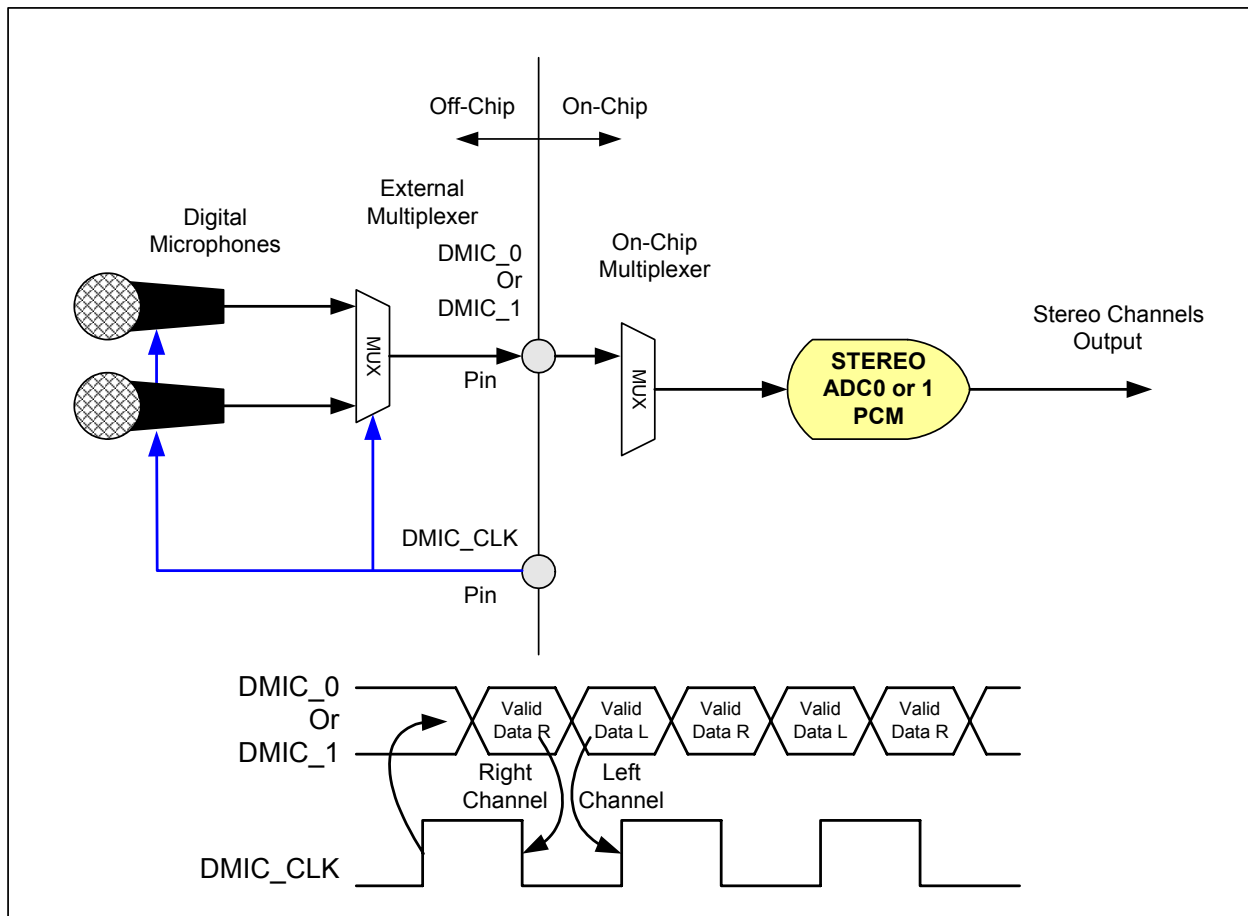 Off-Chip
On-Chip
Digital
Microphones
External
Multiplexer
DMIC_0
Or
DMIC_1
On-Chip
Multiplexer
Stereo Channels
Output
MUX
Pin
MUX
STEREO
ADC0 or 1
PCM
DMIC_CLK
Pin
DMIC_0
Or
DMIC_1
Valid
Data R
Valid
Data L
Valid
Data R
Valid
Data L
Valid
Data R
Right
Channel
Left
Channel
DMIC_CLK